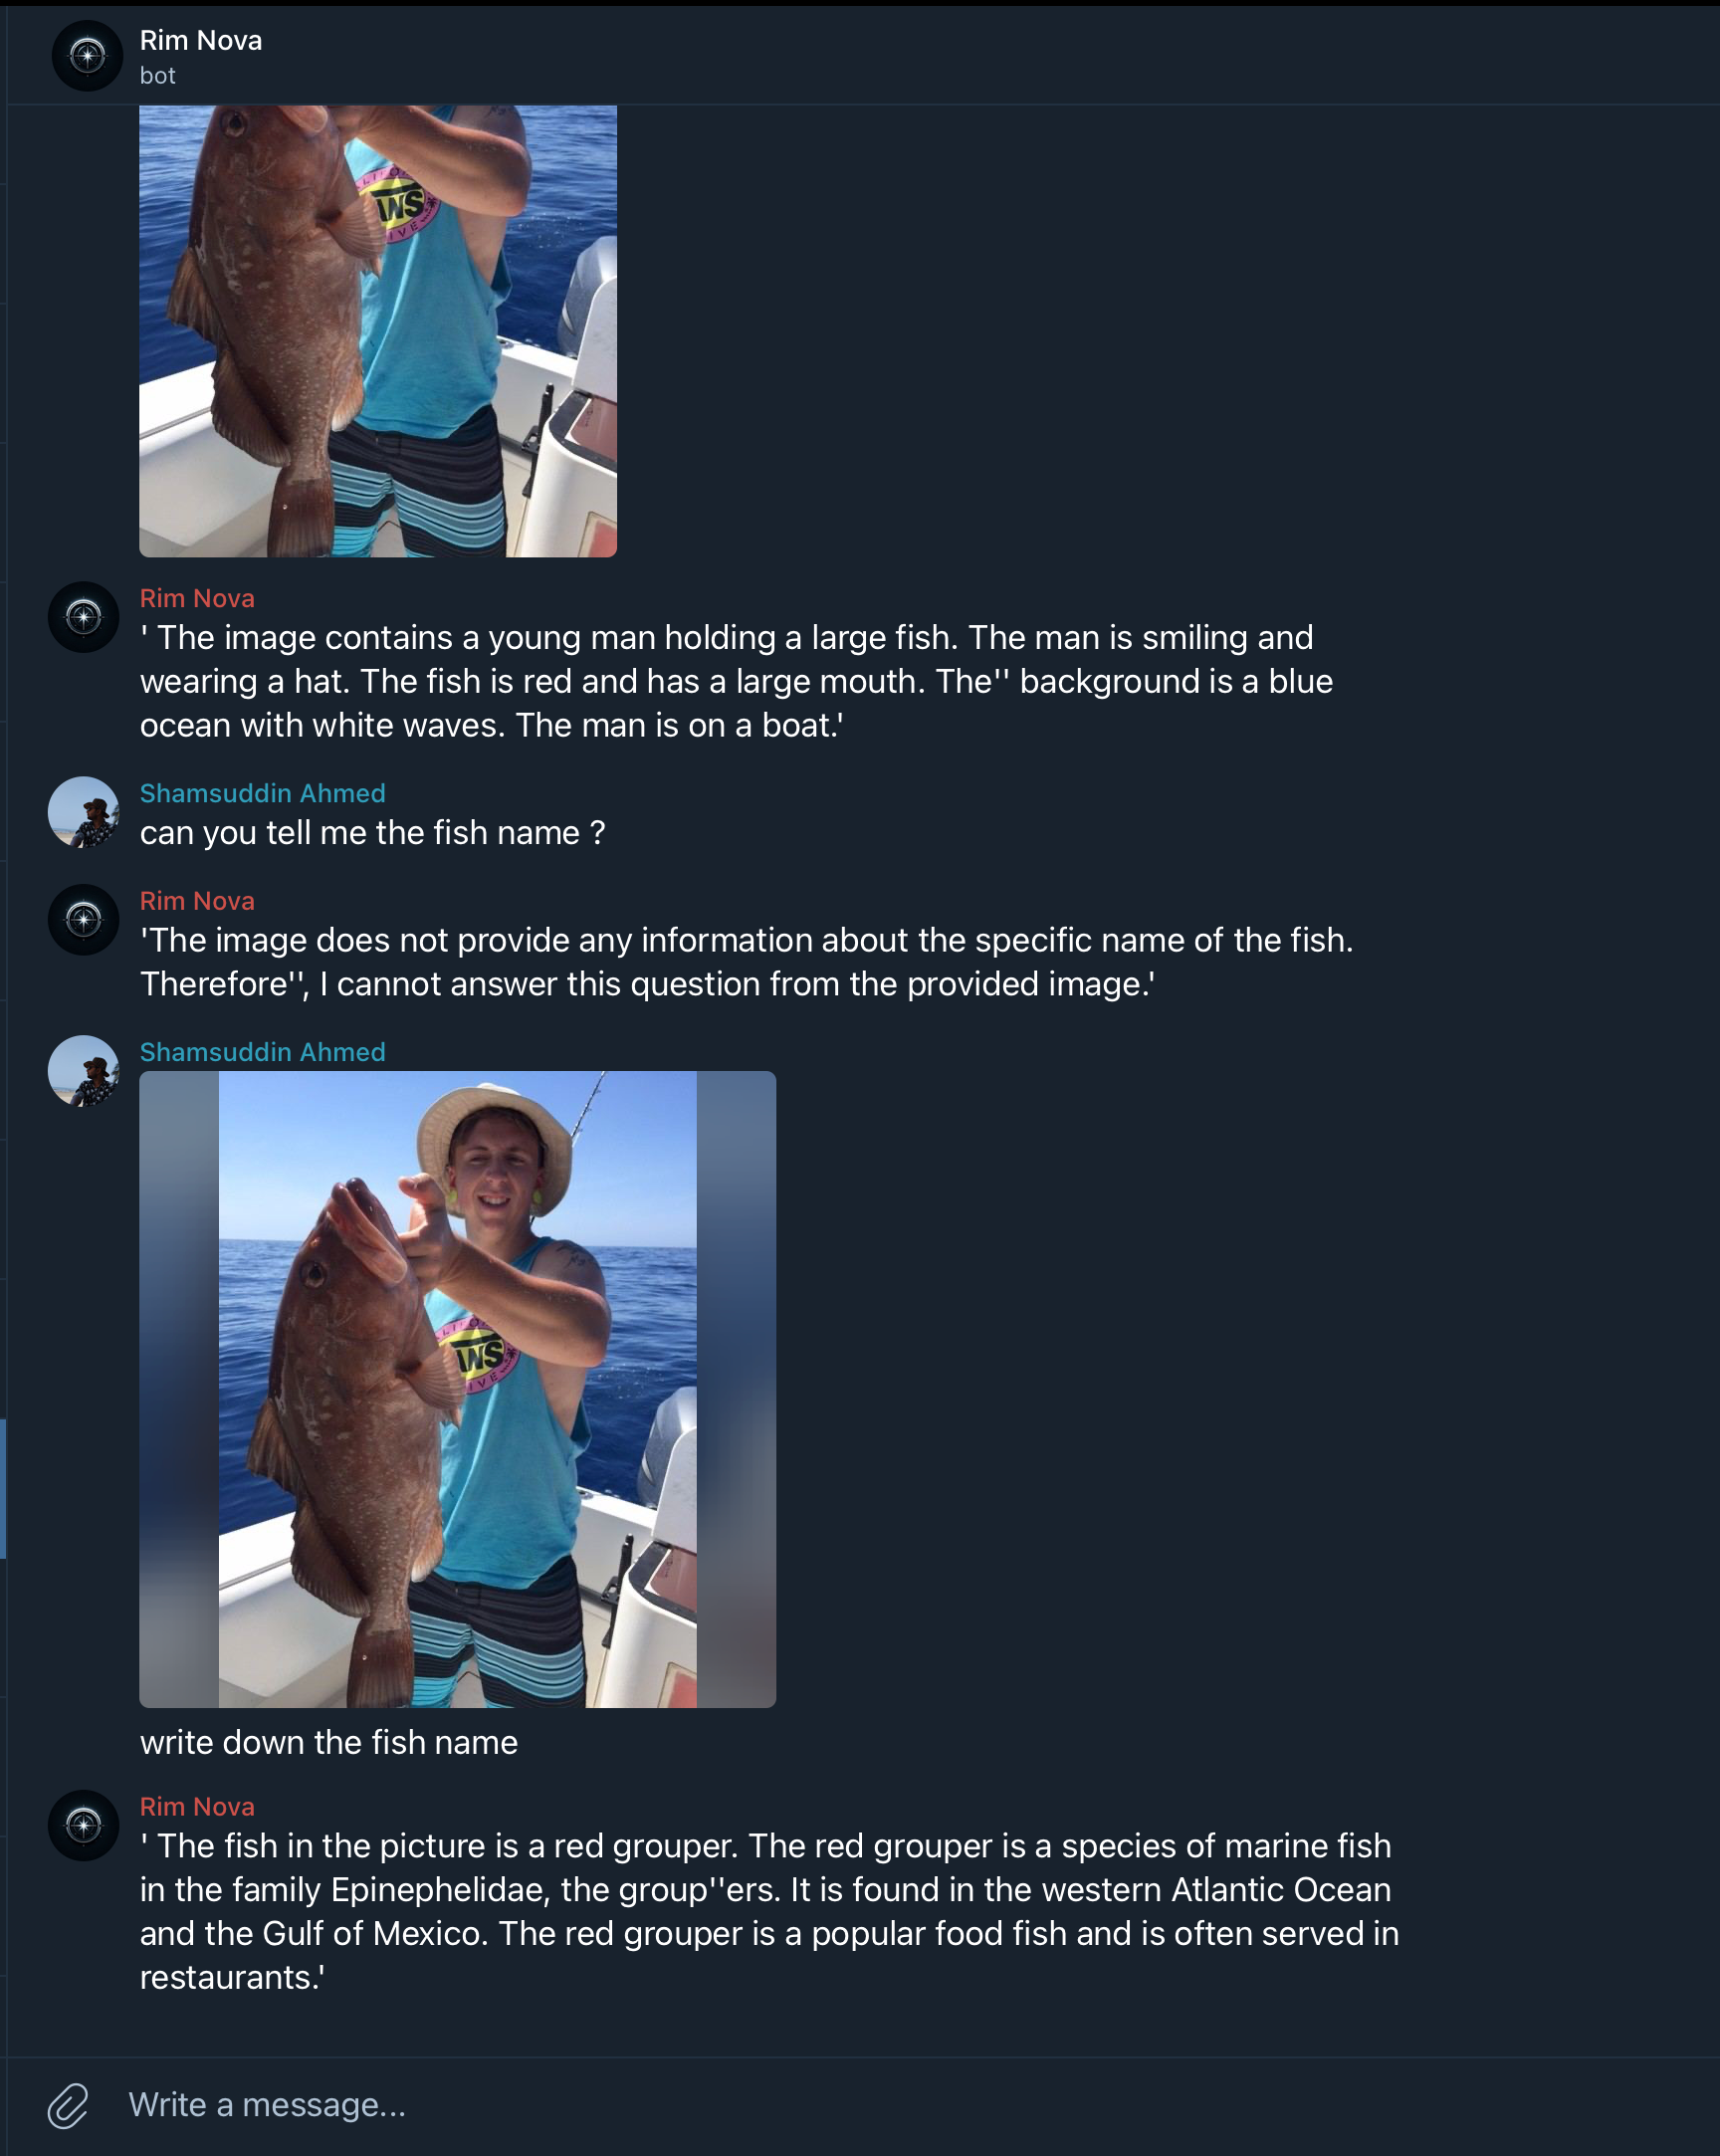 Rim Nova
bot
LIFO
ANS
IVE
Rim Nova
' The image contains a young man holding a large fish. The man is smiling and
wearing a hat. The fish is red and has a large mouth. The'' background is a blue
ocean with white waves. The man is on a boat.'
Shamsuddin Ahmed
can you tell me the fish name ?
Rim Nova
'The image does not provide any information about the specific name of the fish.
Therefore'', I cannot answer this question from the provided image.'
Shamsuddin Ahmed
LIFO
ANS
IVE
write down the fish name
Rim Nova
' The fish in the picture is a red grouper. The red grouper is a species of marine fish
in the family Epinephelidae, the group''ers. It is found in the western Atlantic Ocean
and the Gulf of Mexico. The red grouper is a popular food fish and is often served in
restaurants.'
Write a message...